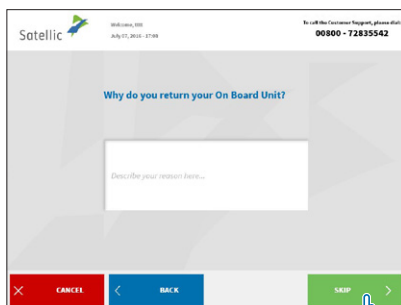 Satellic
Welcome, Util
July 07, 2016 - 17:00
To call the Customer Support, please dial:
00800 - 72835542
Why do you return your On Board Unit?
Describe your reason here...
CANCEL
BACK
SKIP